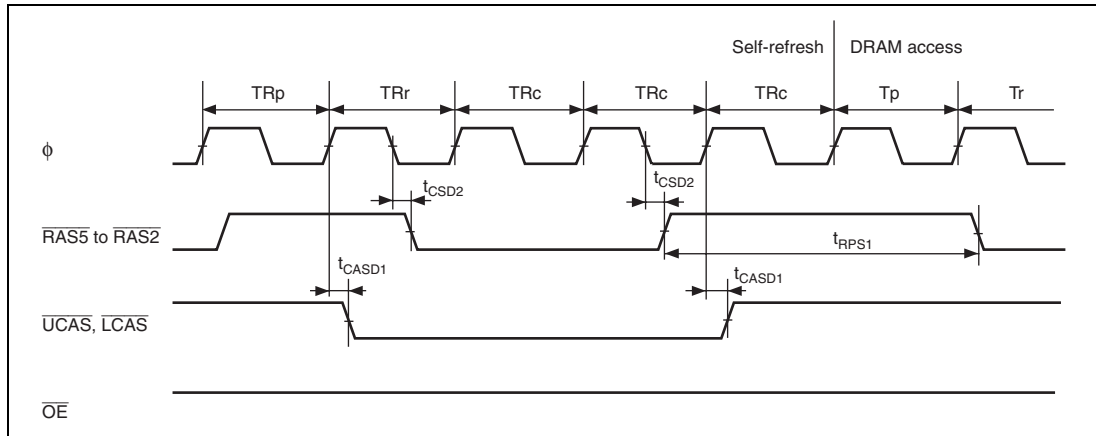 Self-refresh DRAM access
TRp TRr TRc TRc TRc Tp Tr
ϕ
tCSD2 tCSD2
RAS5 to RAS2
tRPS1
tCASD1 tCASD1
UCAS, LCAS
OE